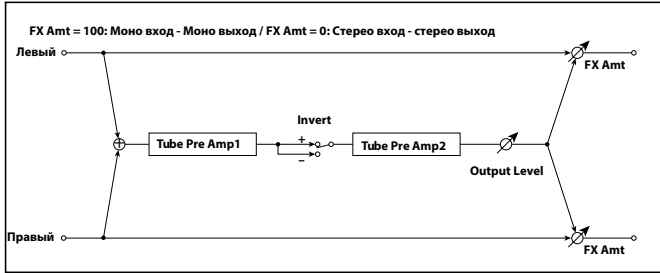 FX Amt = 100: Моно вход - Моно выход / FX Amt = 0: Стерео вход - стерео выход
Левый
FX Amt
Invert
+
Tube Pre Amp1
Tube Pre Amp2
–
Output Level
Правый
FX Amt